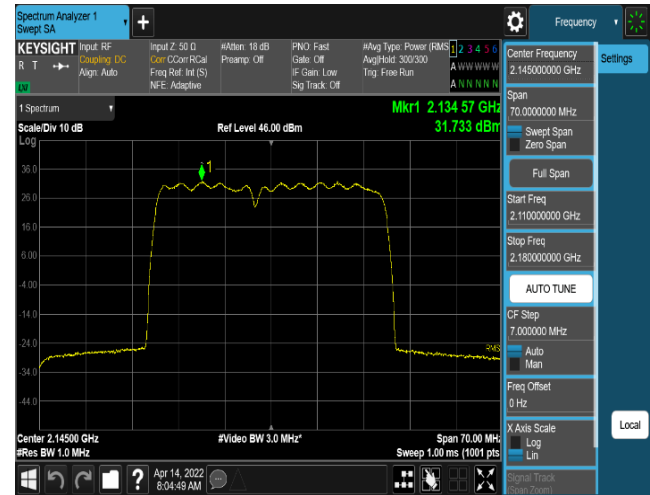 Spectrum Analyzer 1
Swept SA
Frequency
KEYSIGHT
R T
Input: RF
Coupling: DC
Align: Auto
Input Z: 50 Ω
Corr CCorr RCal
Freq Ref: Int (S)
NFE: Adaptive
#Atten: 18 dB
Preamp: Off
PNO: Fast
Gate: Off
IF Gain: Low
Sig Track: Off
#Avg Type: Power (RMS
Avg|Hold: 300/300
Trig: Free Run
1 2 3 4 5 6
A W W W W W
A N N N N N
Settings
1 Spectrum
Scale/Div 10 dB
Ref Level 46.00 dBm
Mkr1 2.134 57 GHz
31.733 dBm
Log
36.0
26.0
16.0
6.00
-4.00
-14.0
-24.0
-34.0
-44.0
1
RMS
Center 2.14500 GHz
#Res BW 1.0 MHz
#Video BW 3.0 MHz*
Span 70.00 MHz
Sweep 1.00 ms (1001 pts
Apr 14, 2022
8:04:49 AM
Center Frequency
2.145000000 GHz
Span
70.0000000 MHz
Swept Span
Zero Span
Full Span
Start Freq
2.110000000 GHz
Stop Freq
2.180000000 GHz
AUTO TUNE
CF Step
7.000000 MHz
Auto
Man
Freq Offset
0 Hz
X Axis Scale
Log
Lin
Signal Track
(Span Zoom)
Local